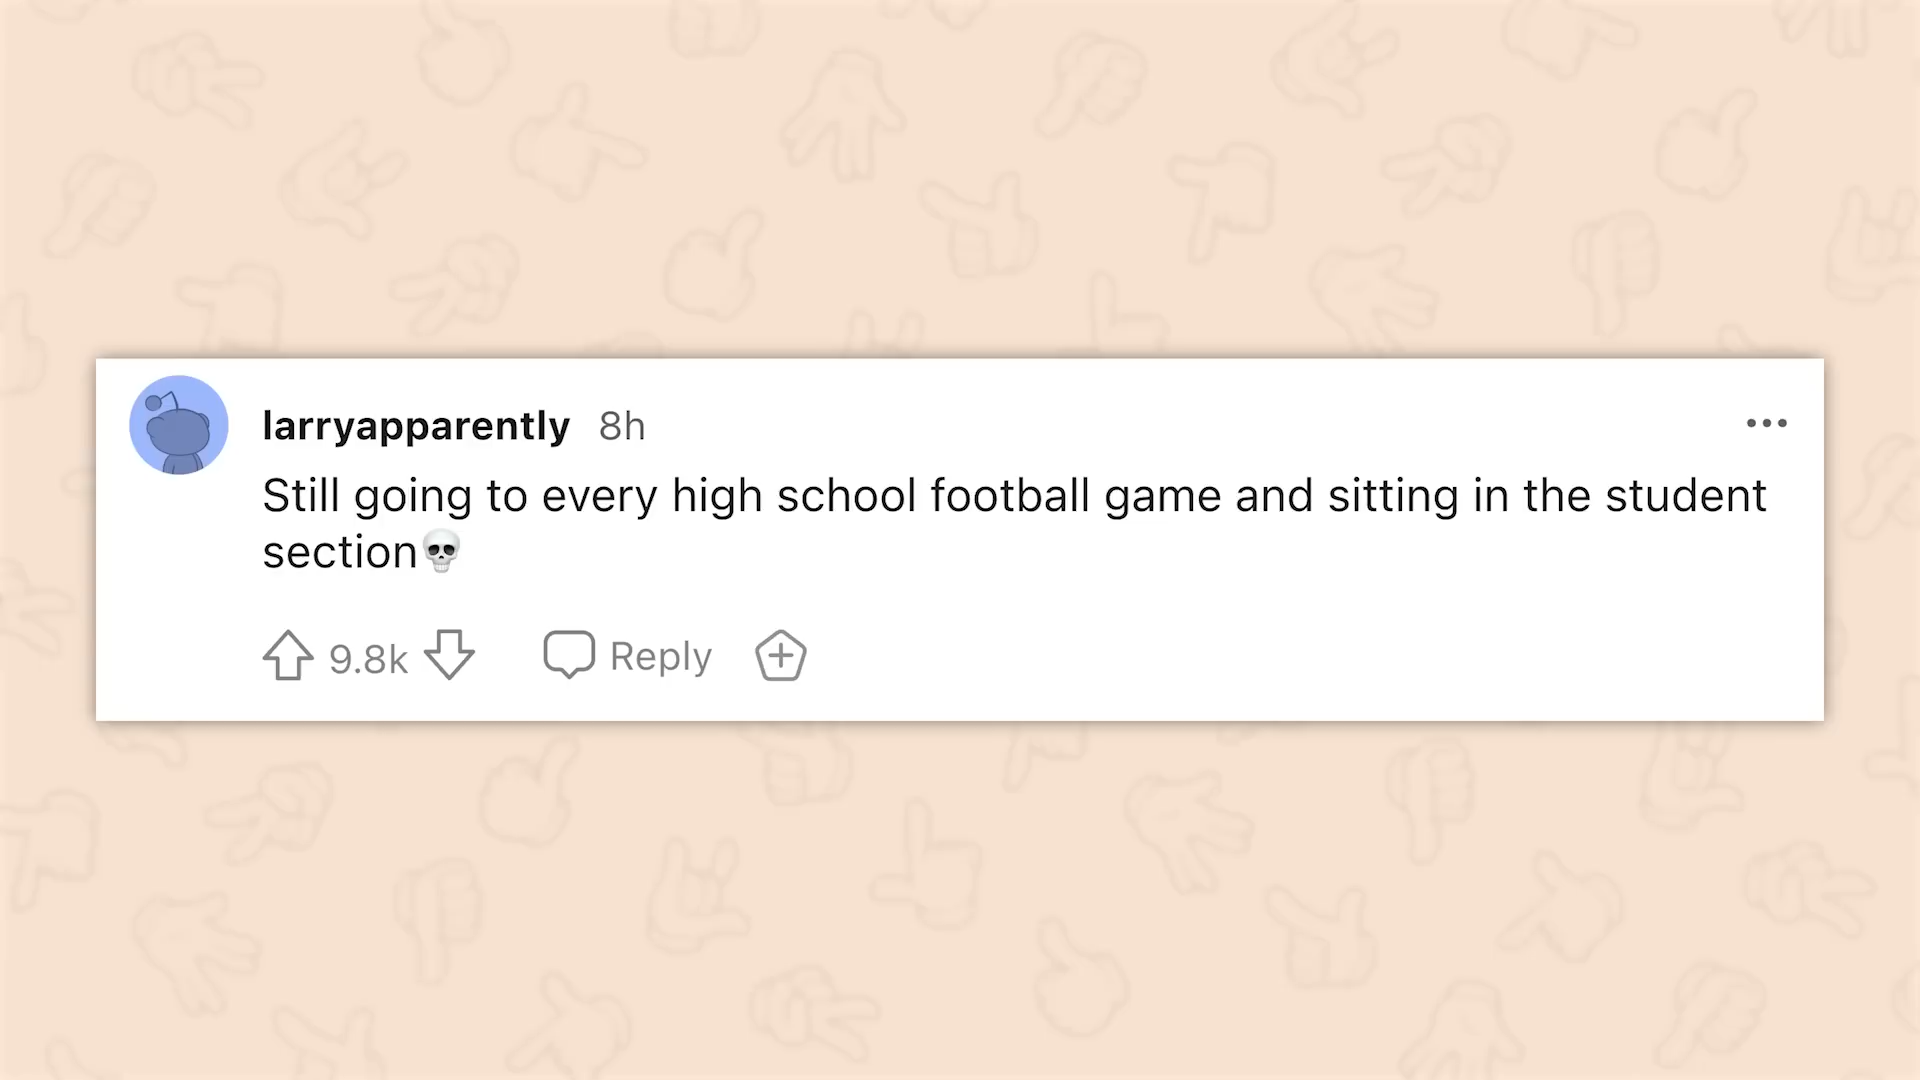 larryapparently 8h
Still going to every high school football game and sitting in the student
section💀
9.8k Reply